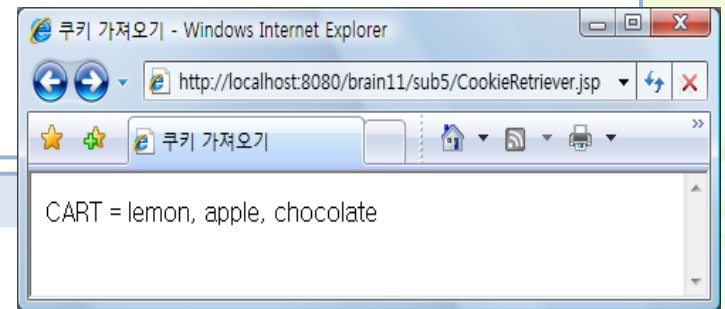 쿠키 가져오기 - Windows Internet Explorer
http://localhost:8080/brain11/sub5/CookieRetriever.jsp
쿠키 가져오기
CART = lemon, apple, chocolate